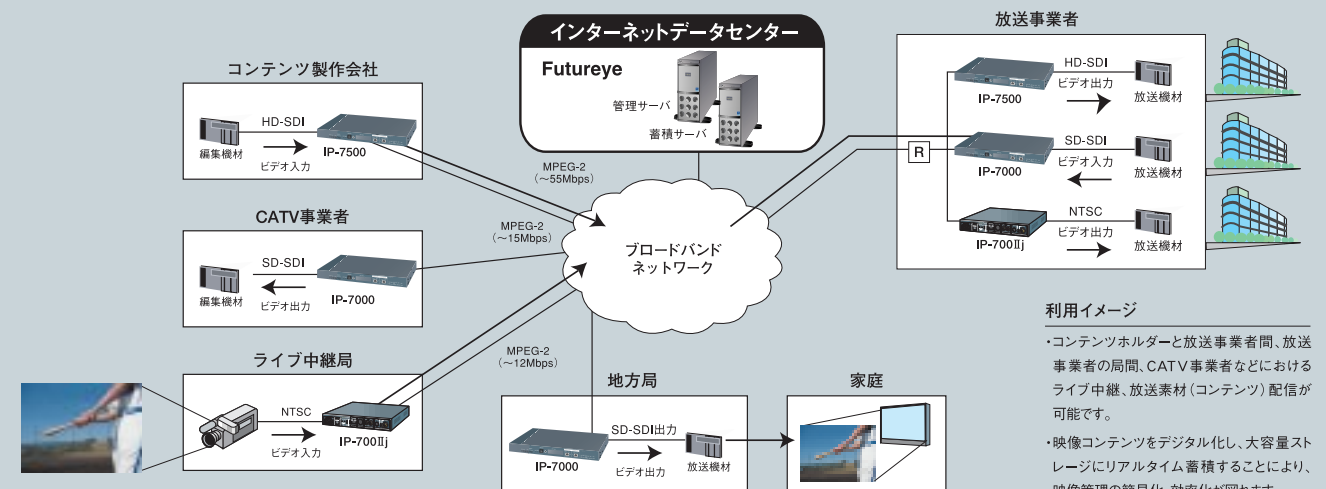 インターネットデータセンター
Futureye
管理サーバ
蓄積サーバ
コンテンツ製作会社
HD-SDI
編集機材
ビデオ入力
IP-7500
MPEG-2
(〜55Mbps)
CATV事業者
SD-SDI
編集機材
ビデオ出力
IP-7000
MPEG-2
(〜15Mbps)
ライブ中継局
NTSC
ビデオ入力
IP-700IIj
MPEG-2
(〜12Mbps)
ブロードバンド
ネットワーク
地方局
IP-7000
SD-SDI出力
ビデオ出力
放送機材
家庭
放送事業者
IP-7500
HD-SDI
ビデオ出力
放送機材
R
IP-7000
SD-SDI
ビデオ入力
放送機材
IP-700IIj
NTSC
ビデオ出力
放送機材
利用イメージ
・コンテンツホルダーと放送事業者間、放送
事業者の局間、CATV事業者などにおける
ライブ中継、放送素材(コンテンツ)配信が
可能です。
・映像コンテンツをデジタル化し、大容量スト
レージにリアルタイム蓄積することにより、